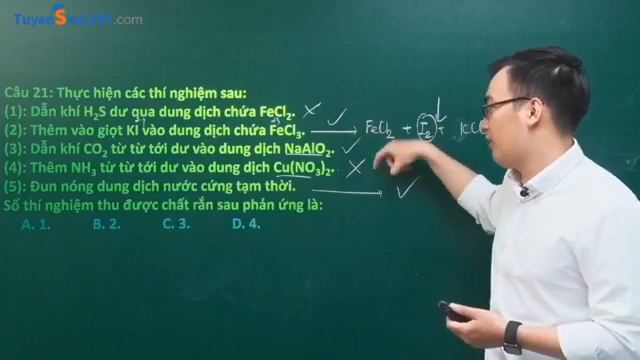 TuyenSinh247.com
Câu 21: Thực hiện các thí nghiệm sau:
(1): Dẫn khí H₂S dư qua dung dịch chứa FeCl₂.
(2): Thêm vào giọt KI vào dung dịch chứa FeCl₃. FeCl₂ + I₂ + KCl
(3): Dẫn khí CO₂ từ từ tới dư vào dung dịch NaAlO₂.
(4): Thêm NH₃ từ từ tới dư vào dung dịch Cu(NO₃)₂.
(5): Đun nóng dung dịch nước cứng tạm thời.
Số thí nghiệm thu được chất rắn sau phản ứng là:
A. 1. B. 2. C. 3. D. 4.